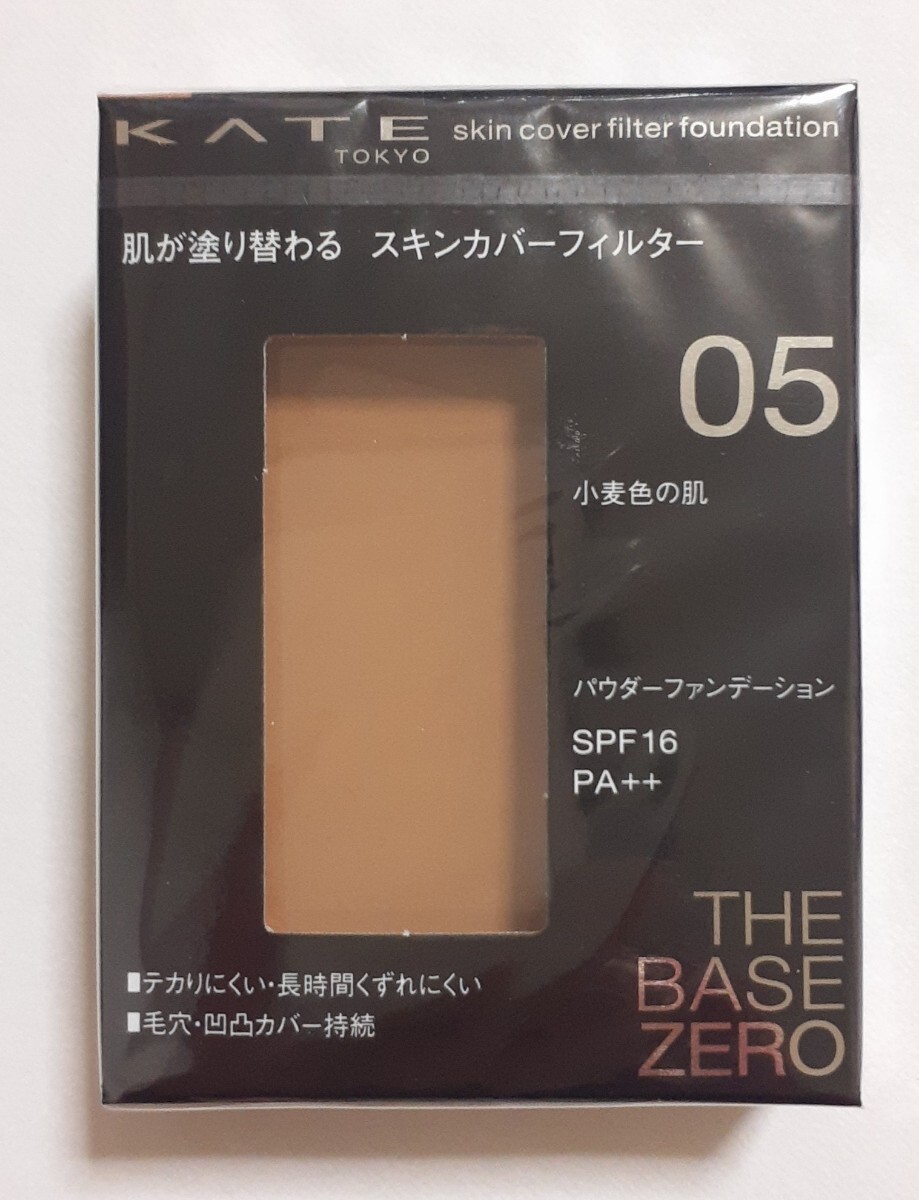 KATE skin cover filter foundation
TOKYO
肌が塗り替わる スキンカバーフィルター
05
小麦色の肌
パウダーファンデーション
SPF16
PA++
THE
BASE
ZERO
■テカりにくい・長時間くずれにくい
■毛穴・凹凸カバー持続